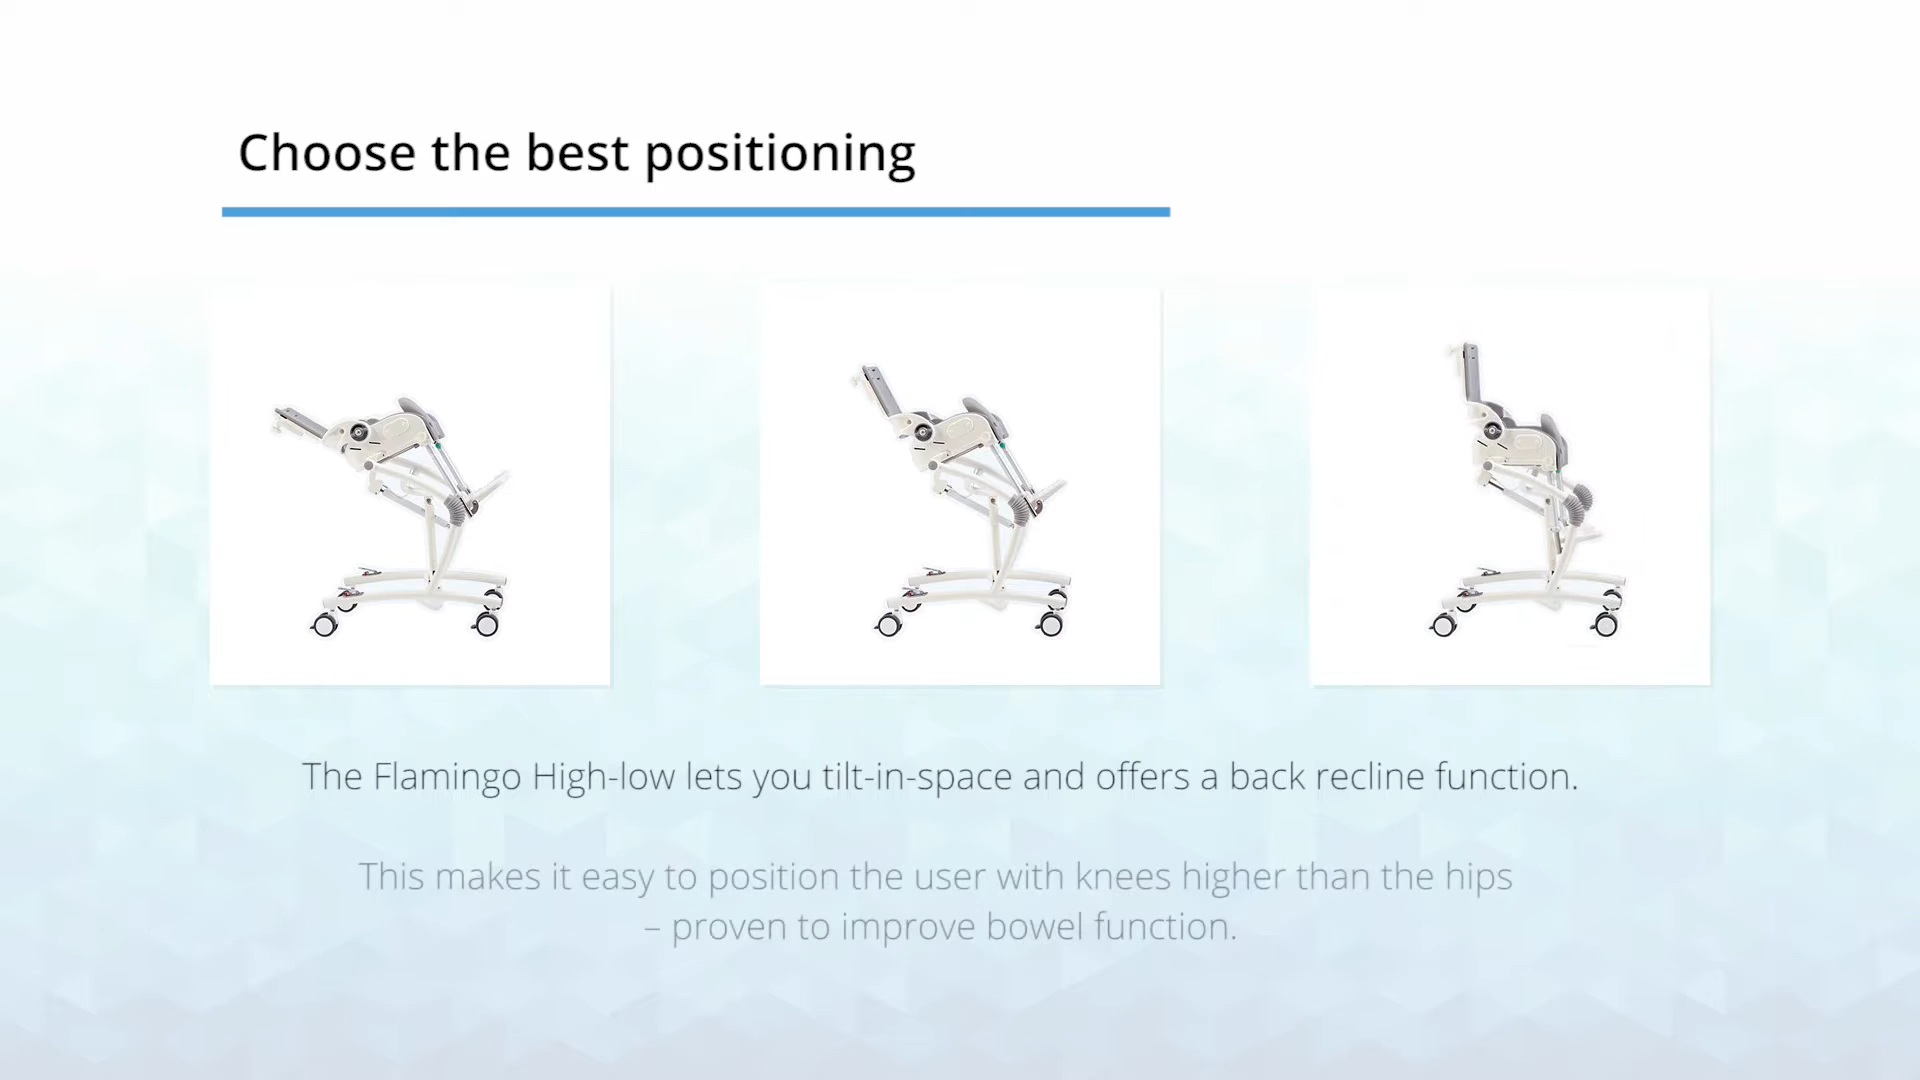 Choose the best positioning
The Flamingo High-low lets you tilt-in-space and offers a back recline function.
This makes it easy to position the user with knees higher than the hips
– proven to improve bowel function.